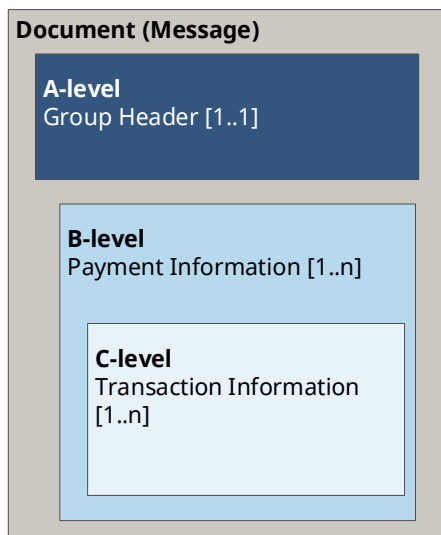 Document (Message)
A-level
Group Header [1..1]
B-level
Payment Information [1..n]
C-level
Transaction Information
[1..n]